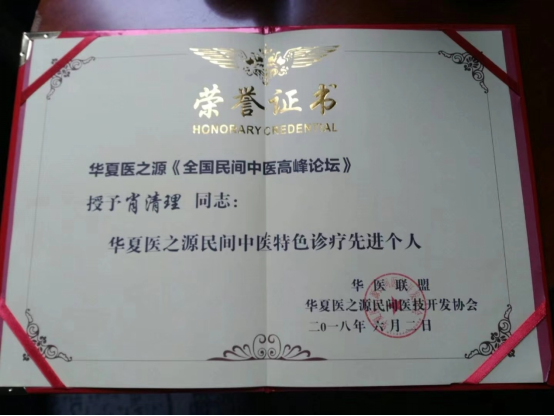 荣誉证书
HONORARY CREDENTIAL
华夏医之源《全国民间中医高峰论坛》
授予肖清理 同志：
华夏医之源民间中医特色诊疗先进个人
华医联盟
华夏医之源民间医技开发协会
二〇一八年六月二日